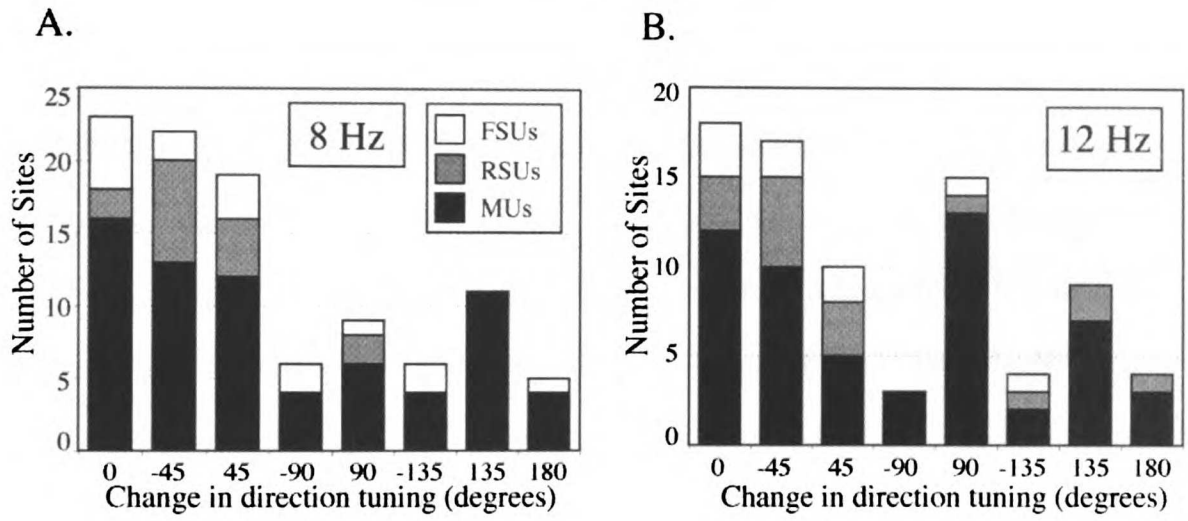 A.
8 Hz
FSUs
RSUs
MUs
Number of Sites
25
20
15
10
5
0
0 -45 45 -90 90 -135 135 180
Change in direction tuning (degrees)
B.
12 Hz
Number of Sites
20
15
10
5
0
0 -45 45 -90 90 -135 135 180
Change in direction tuning (degrees)